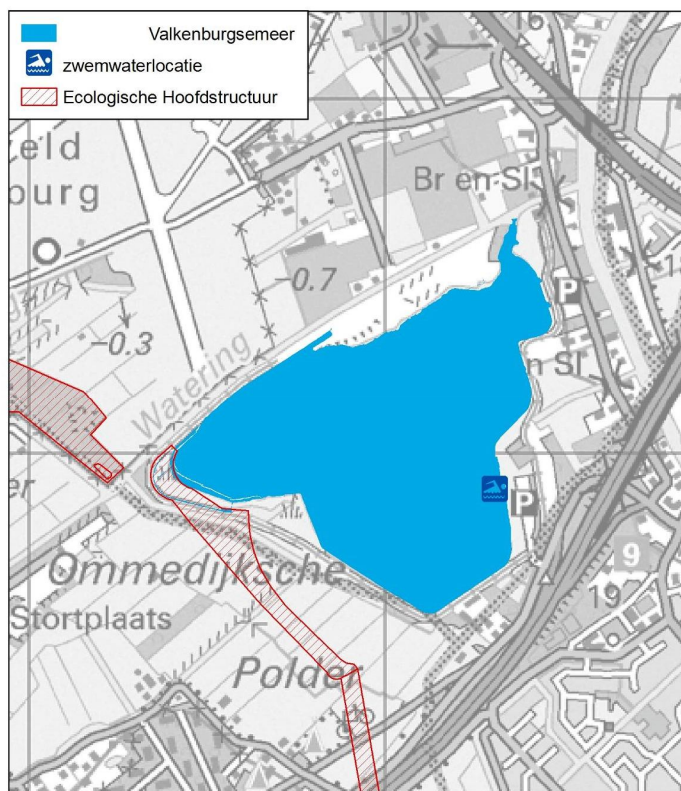 Valkenburgsemeer
zwemwaterlocatie
Ecologische Hoofdstructuur
16
eld
burg
Br en Sl
-0.7
P
-0.3
Watering
n Sl
P
Ommedijksche
9
19
Stortplaats
Polder